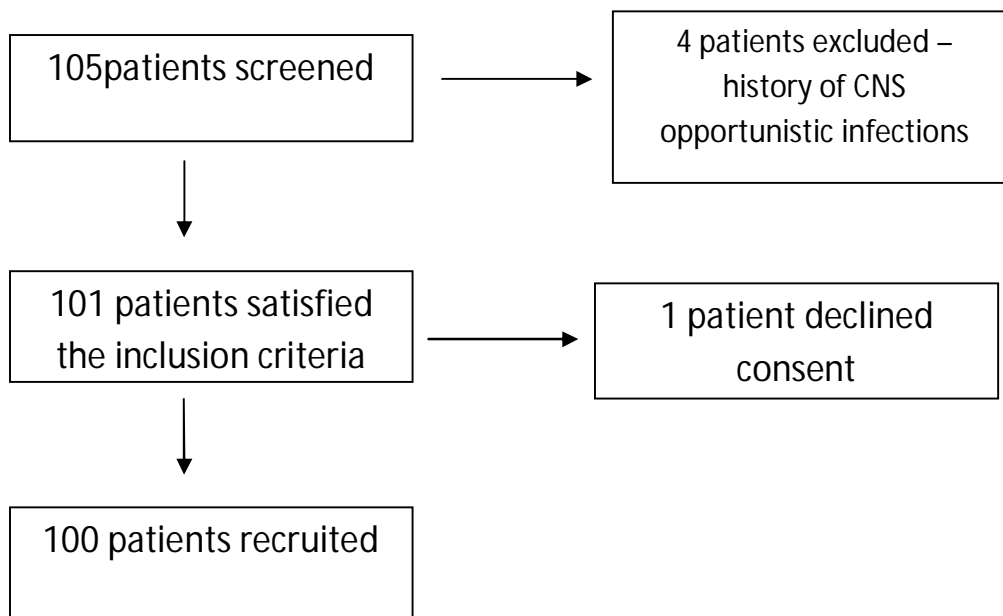 105patients screened
4 patients excluded –
history of CNS
opportunistic infections
101 patients satisfied
the inclusion criteria
1 patient declined
consent
100 patients recruited